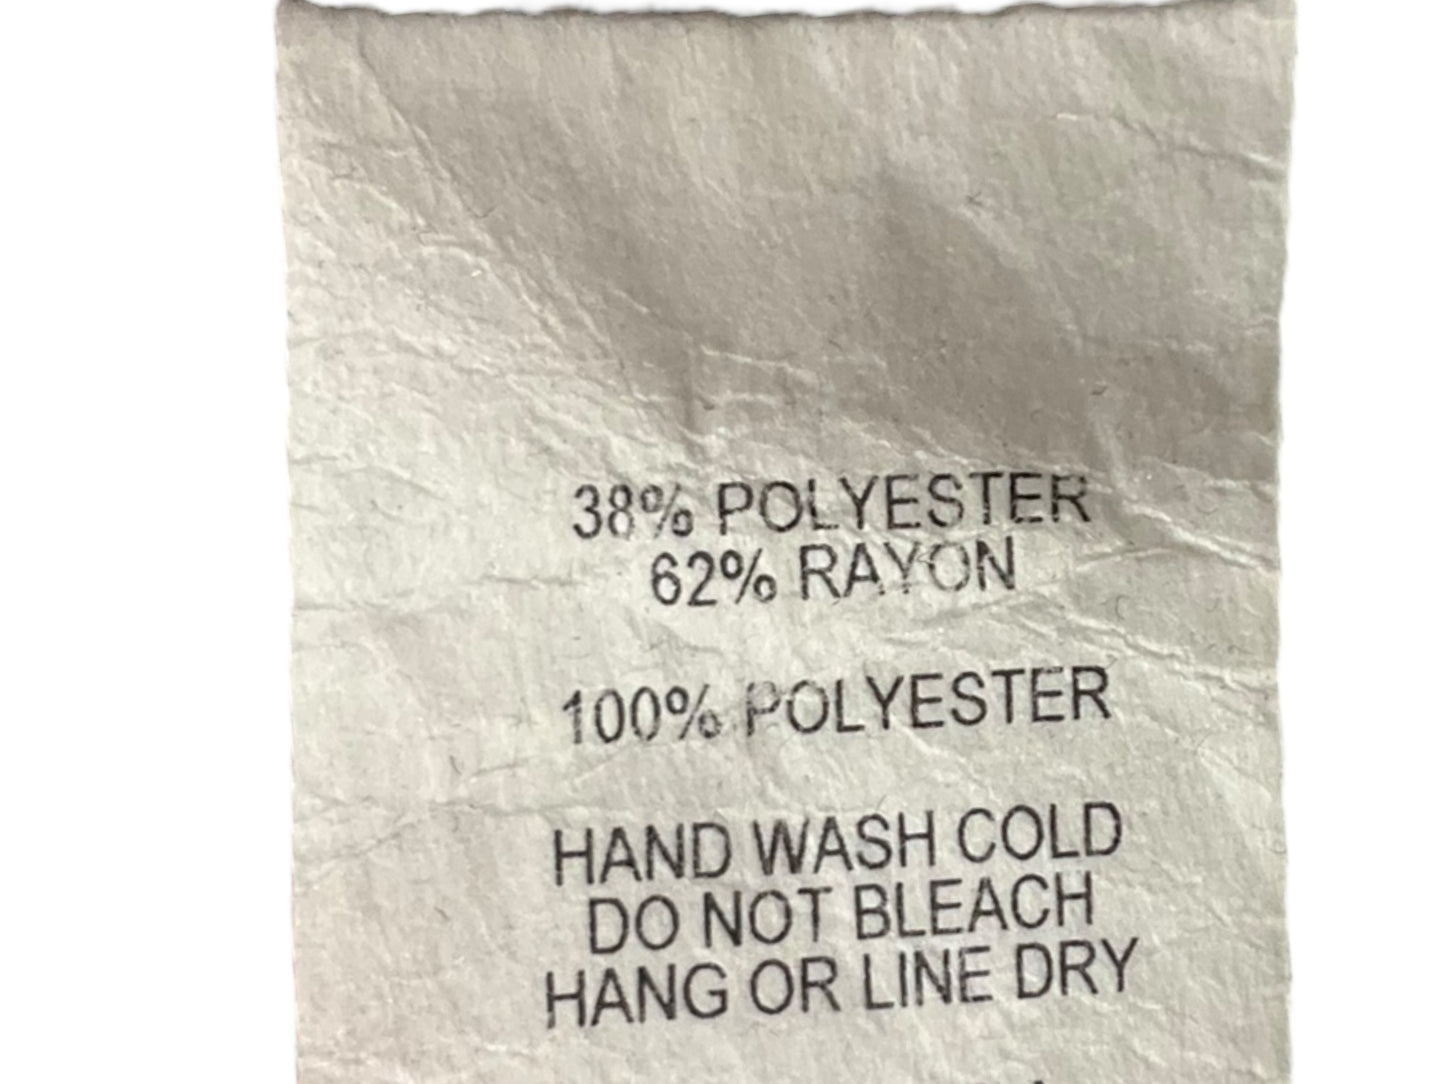 38% POLYESTER
62% RAYON
100% POLYESTER
HAND WASH COLD
DO NOT BLEACH
HANG OR LINE DRY